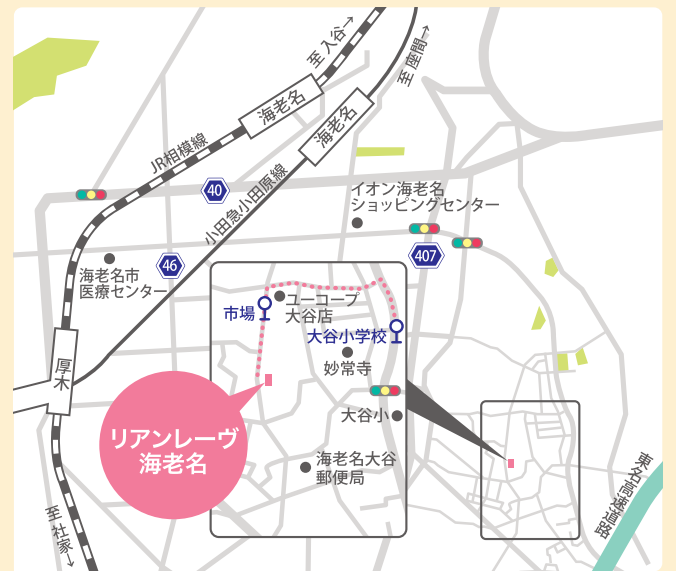 至 入谷→
至 座間→
海老名
海老名
JR相模線
40
小田急小田原線
イオン海老名
ショッピングセンター
46
407
海老名市
医療センター
市場
ユーコープ
大谷店
大谷小学校
妙常寺
厚木
大谷小
リアンレーヴ
海老名
海老名大谷
郵便局
東名高速道路
至 社家→